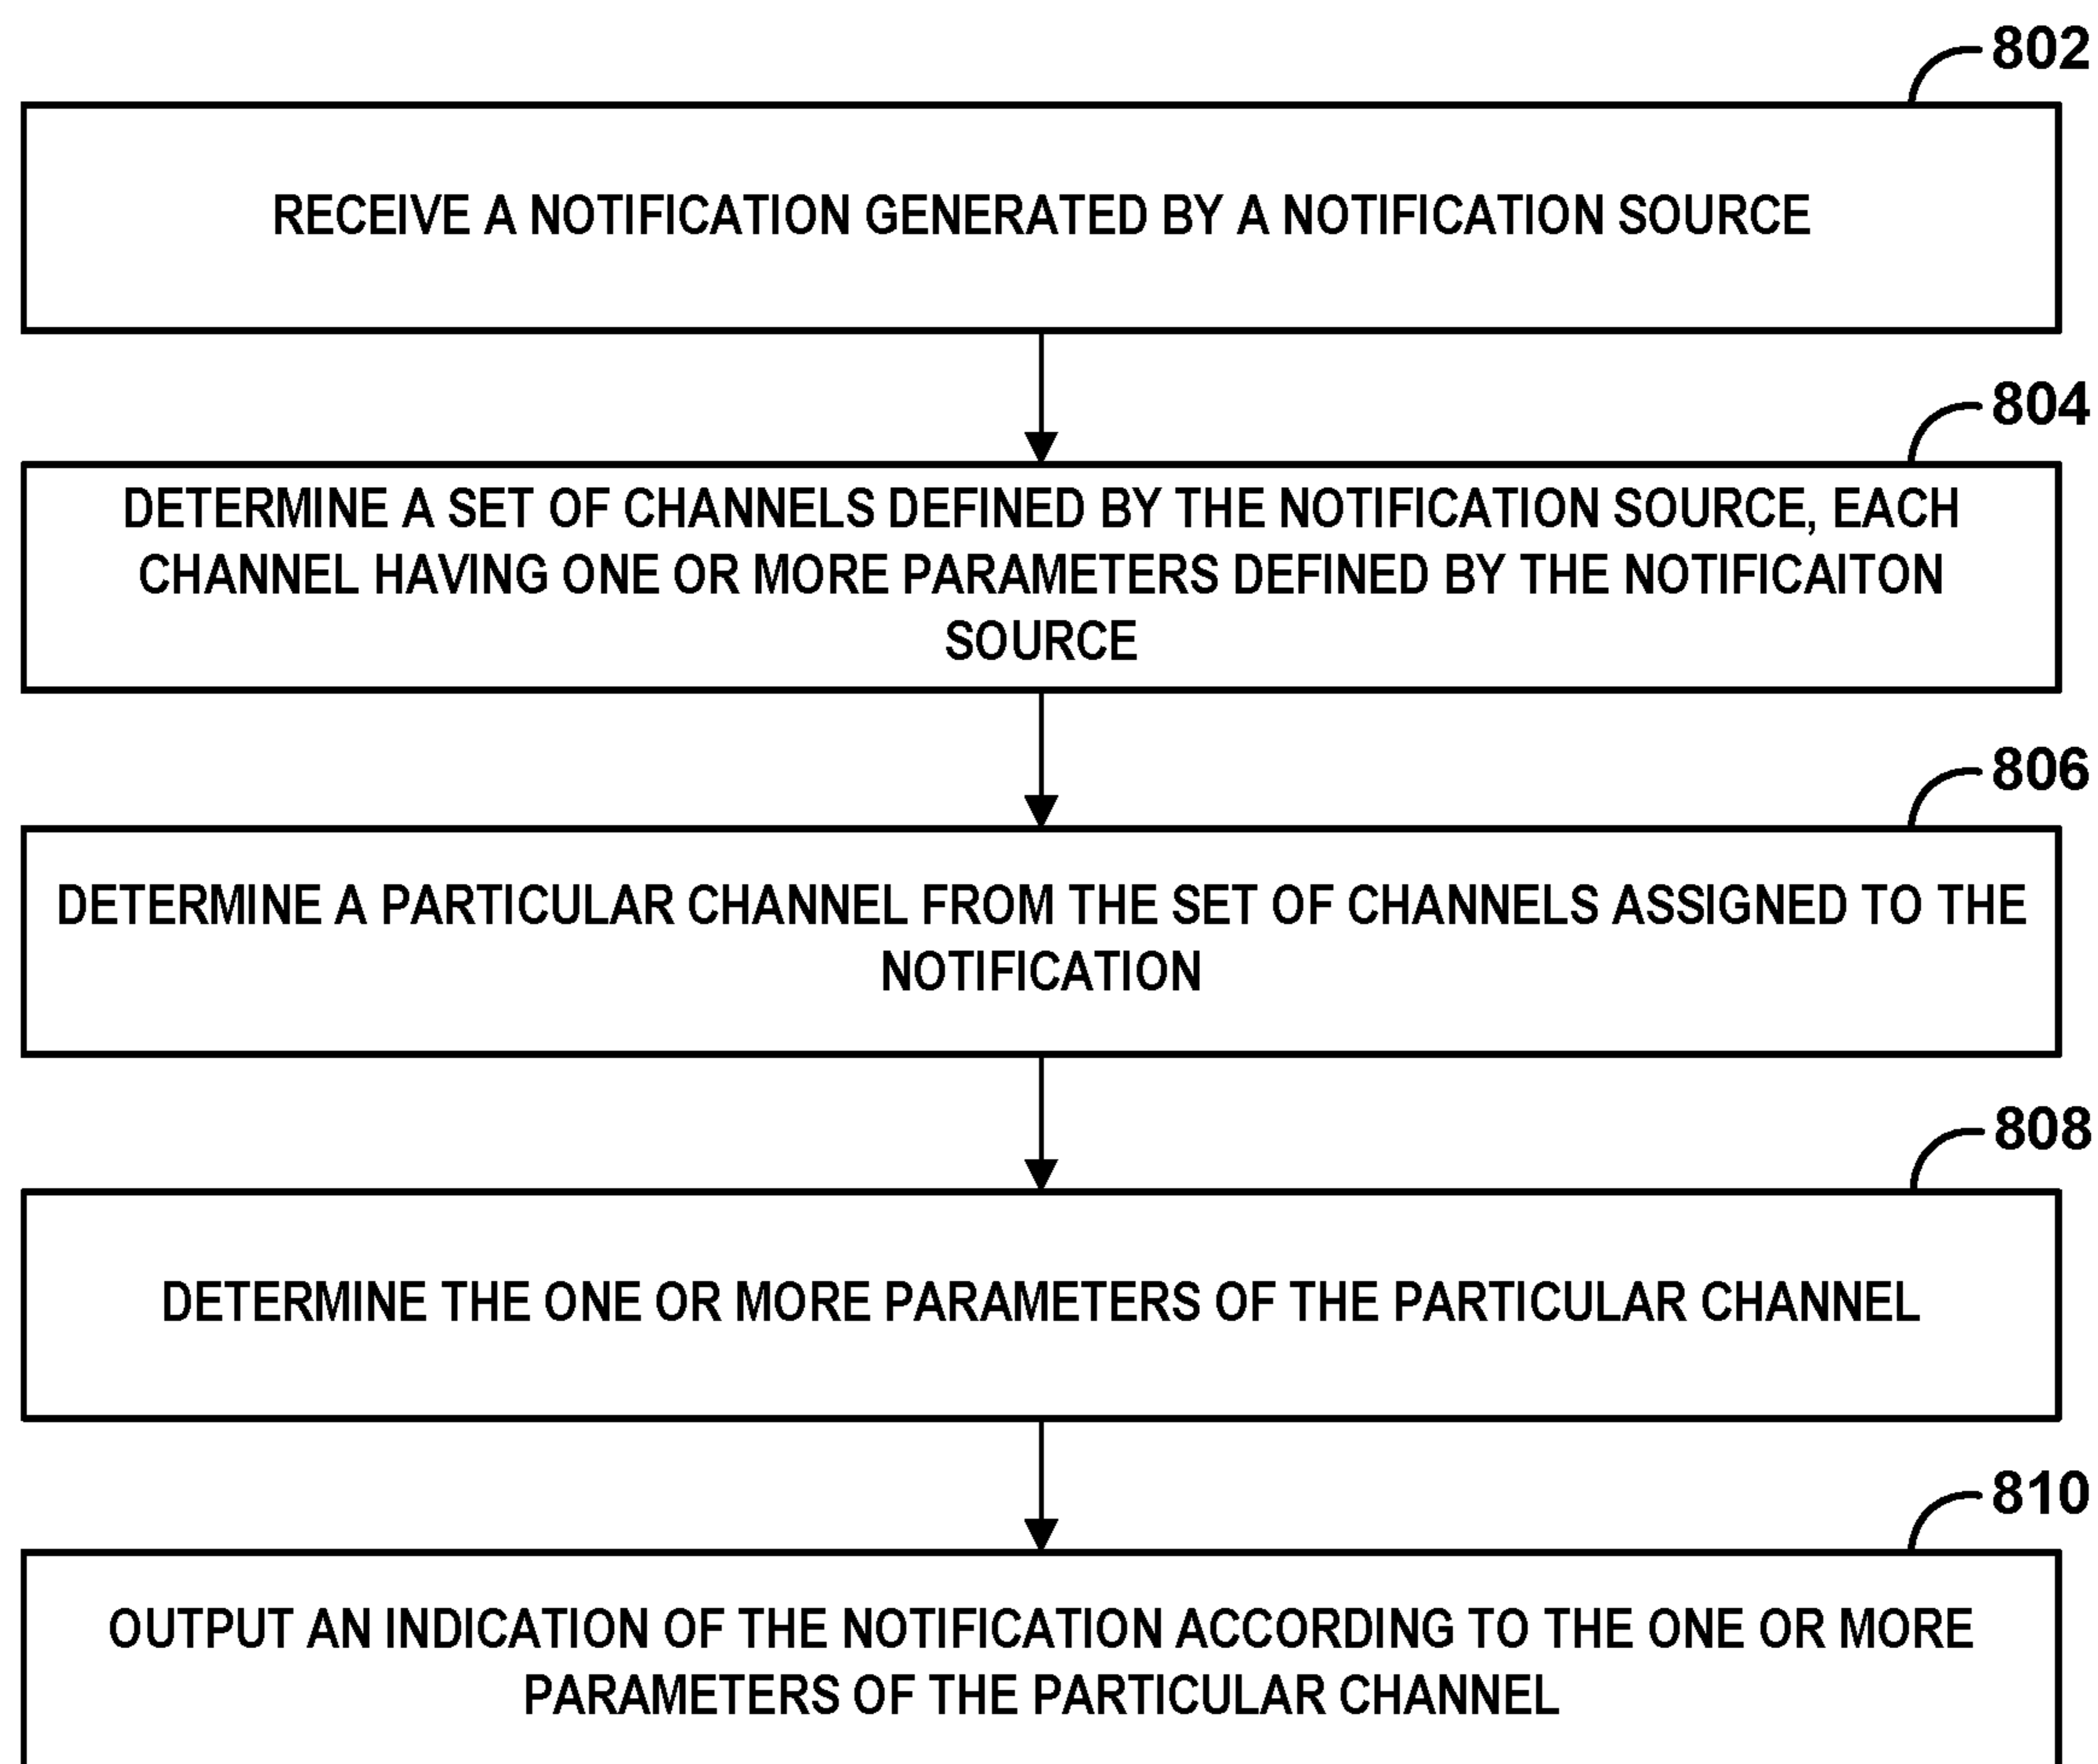 802
RECEIVE A NOTIFICATION GENERATED BY A NOTIFICATION SOURCE
804
DETERMINE A SET OF CHANNELS DEFINED BY THE NOTIFICATION SOURCE, EACH
CHANNEL HAVING ONE OR MORE PARAMETERS DEFINED BY THE NOTIFICAITON
SOURCE
806
DETERMINE A PARTICULAR CHANNEL FROM THE SET OF CHANNELS ASSIGNED TO THE
NOTIFICATION
808
DETERMINE THE ONE OR MORE PARAMETERS OF THE PARTICULAR CHANNEL
810
OUTPUT AN INDICATION OF THE NOTIFICATION ACCORDING TO THE ONE OR MORE
PARAMETERS OF THE PARTICULAR CHANNEL